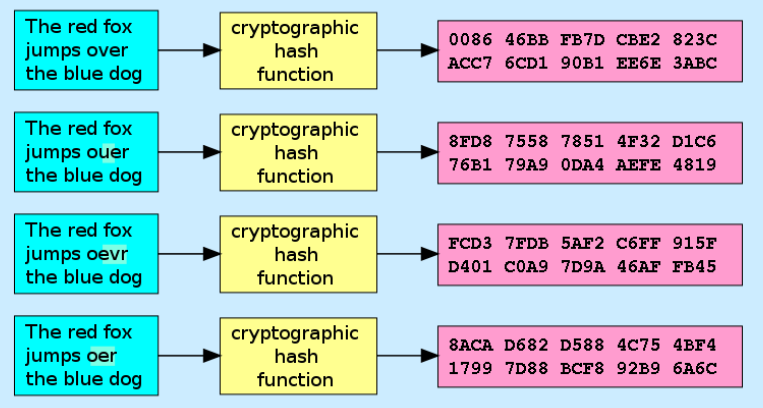 The red fox
jumps over
the blue dog
cryptographic
hash
function
0086 46BB FB7D CBE2 823C
ACC7 6CD1 90B1 EE6E 3ABC
The red fox
jumps ouer
the blue dog
cryptographic
hash
function
8FD8 7558 7851 4F32 D1C6
76B1 79A9 0DA4 AEFE 4819
The red fox
jumps oevr
the blue dog
cryptographic
hash
function
FCD3 7FDB 5AF2 C6FF 915F
D401 C0A9 7D9A 46AF FB45
The red fox
jumps oer
the blue dog
cryptographic
hash
function
8ACA D682 D588 4C75 4BF4
1799 7D88 BCF8 92B9 6A6C